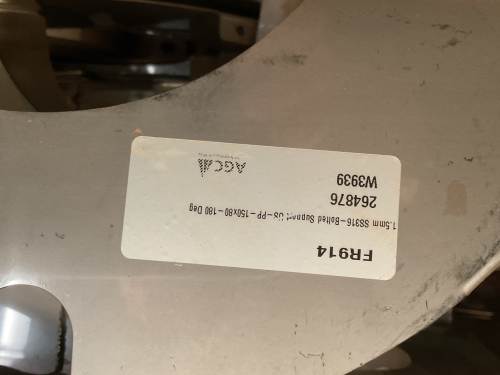 FR914
1.5mm SS316-Bolted Support US-PP-150x80-180 Deg
264876
W3939
AGC